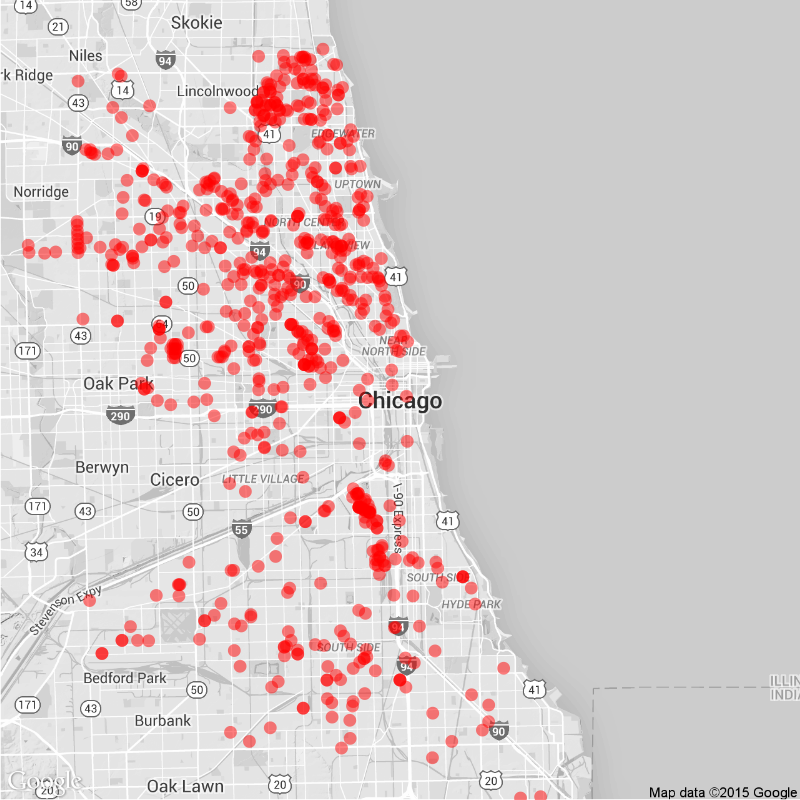 14
58
Skokie
21
Niles
94
rk Ridge
14
Lincolnwood
43
41
EDGEWATER
90
Norridge
UPTOWN
19
NORTH CENTER
94
LAKEVIEW
41
50
90
64
43
NEAR
NORTH SIDE
171
50
Oak Park
Chicago
290
290
Berwyn
Cicero
LITTLE VILLAGE
171
43
50
I-90 Express
41
55
34
SOUTH SIDE
Stevenson Expy
HYDE PARK
94
SOUTH SIDE
94
Bedford Park
ILLIN
INDIA
50
41
171
43
Burbank
90
Google
20
Oak Lawn
20
20
Map data ©2015 Google